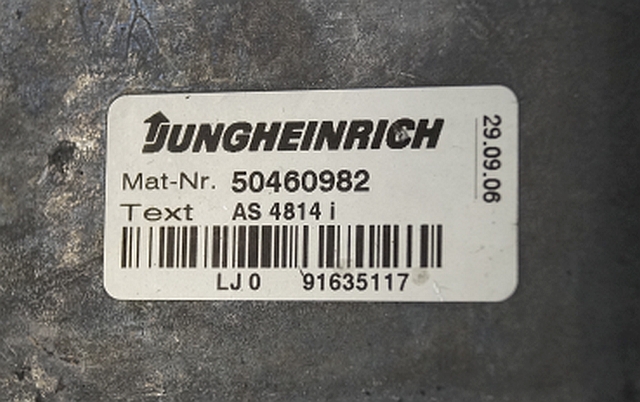 JUNGHEINRICH
Mat-Nr. 50460982
Text AS 4814 i
LJ 0 91635117
29.09.06